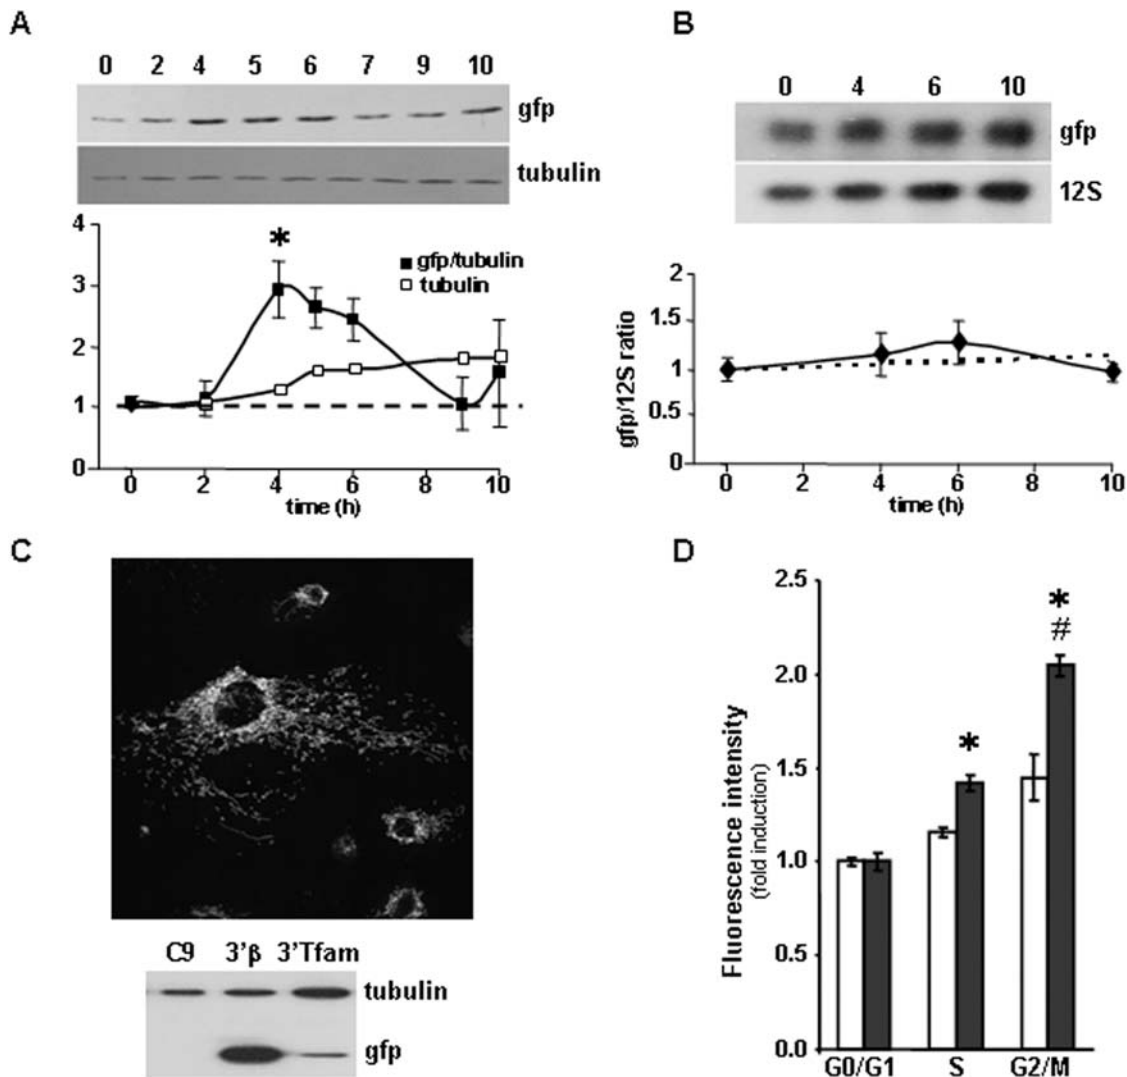 A
0 2 4 5 6 7 9 10
gfp
tubulin
4
3
2
1
0
*
gfp/tubulin
tubulin
0 2 4 6 8 10
time (h)
B
0 4 6 10
gfp
12S
gfp/12S ratio
2
1.5
1
0.5
0
0 2 4 6 8 10
time (h)
C
C9 3'β 3'Tfam
tubulin
gfp
D
Fluorescence intensity
(fold induction)
2.5
2.0
1.5
1.0
0.5
0.0
*
*
#
G0/G1 S G2/M